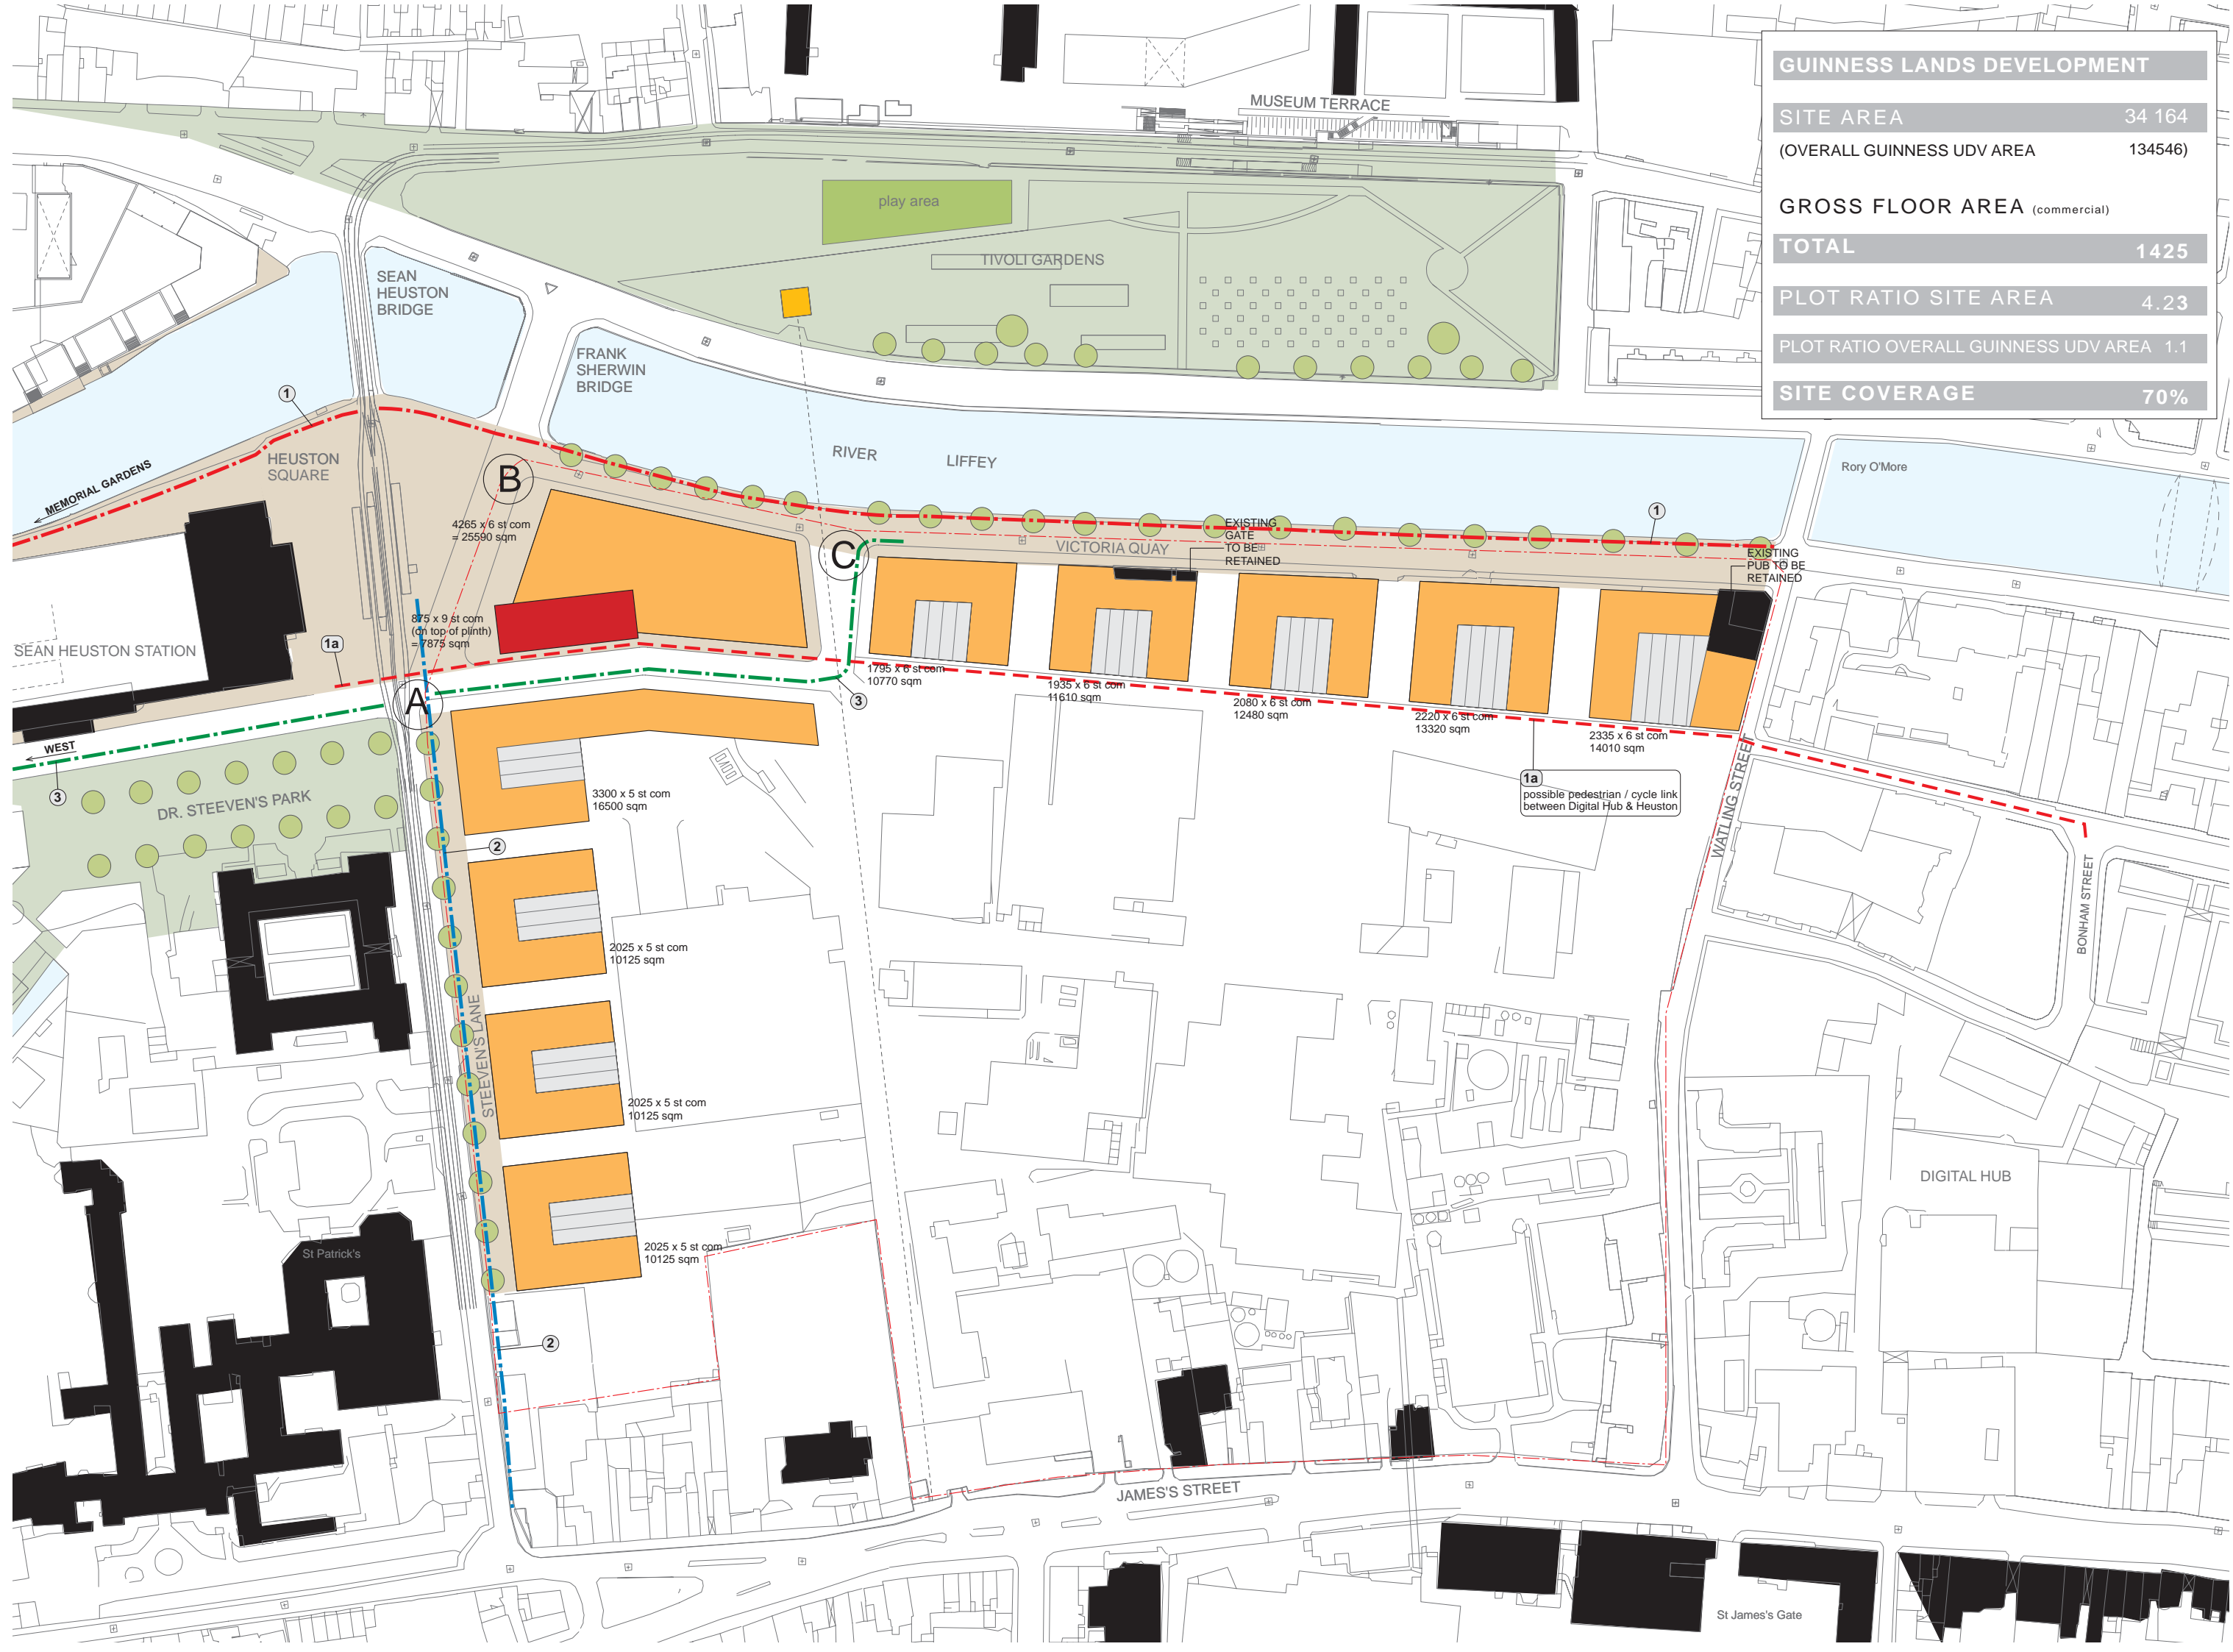 GUINNESS LANDS DEVELOPMENT
SITE AREA 34 164
(OVERALL GUINNESS UDV AREA 134546)
GROSS FLOOR AREA (commercial)
TOTAL 1425
PLOT RATIO SITE AREA 4.23
PLOT RATIO OVERALL GUINNESS UDV AREA 1.1
SITE COVERAGE 70%
MUSEUM TERRACE
play area
TIVOLI GARDENS
SEAN
HEUSTON
BRIDGE
FRANK
SHERWIN
BRIDGE
1
HEUSTON
SQUARE
MEMORIAL GARDENS
RIVER LIFFEY
Rory O'More
B
4265 x 6 st com
= 25590 sqm
C
1
EXISTING
GATE
TO BE
RETAINED
VICTORIA QUAY
EXISTING
PUB TO BE
RETAINED
875 x 9 st com
(on top of plinth)
= 7875 sqm
1a
SEAN HEUSTON STATION
A
3
1795 x 6 st com
10770 sqm
1935 x 6 st com
11610 sqm
2080 x 6 st com
12480 sqm
2220 x 6 st com
13320 sqm
2335 x 6 st com
14010 sqm
1a
possible pedestrian / cycle link
between Digital Hub & Heuston
WATLING STREET
BONHAM STREET
WEST
3
DR. STEEVEN'S PARK
3300 x 5 st com
16500 sqm
2
2025 x 5 st com
10125 sqm
STEEVEN'S LANE
2025 x 5 st com
10125 sqm
2025 x 5 st com
10125 sqm
DIGITAL HUB
St Patrick's
2
JAMES'S STREET
St James's Gate